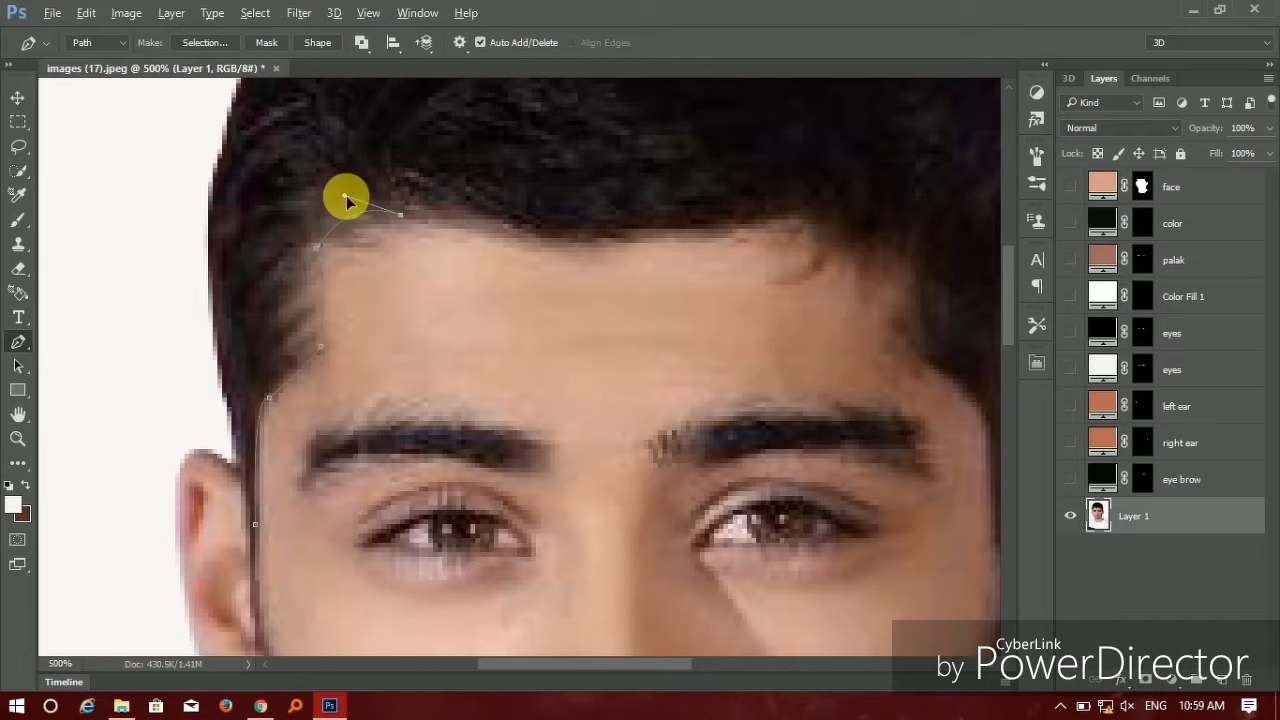 Ps File Edit Image Layer Type Select Filter 3D View Window Help
Path Make: Selection... Mask Shape Auto Add/Delete Align Edges 3D
images (17).jpeg @ 500% (Layer 1, RGB/8#) *
3D Layers Channels
Kind
Normal Opacity: 100%
Lock: Fill: 100%
face
color
palak
Color Fill 1
eyes
eyes
left ear
right ear
eye brow
Layer 1
500% Doc: 430.5K/1.41M
Timeline
CyberLink
by PowerDirector
Ps ENG 10:59 AM